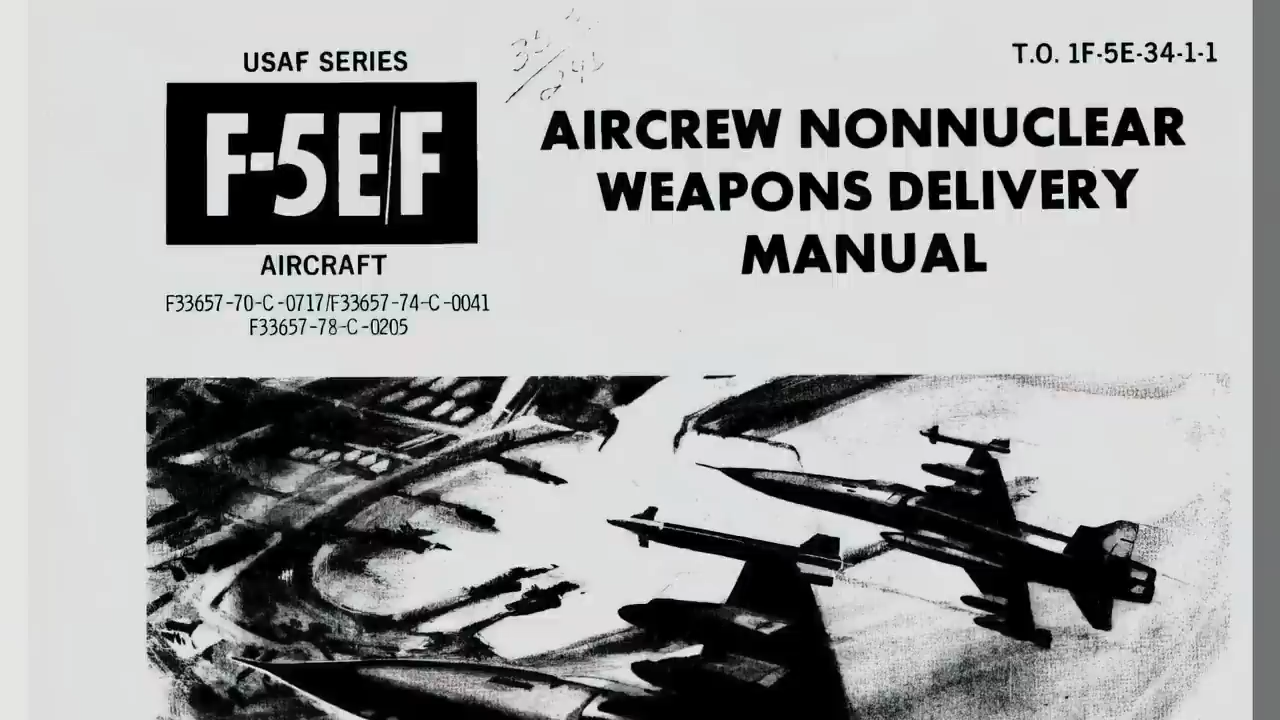 USAF SERIES
F-5E/F
AIRCRAFT
F33657-70-C-0717/F33657-74-C-0041
F33657-78-C-0205
T.O. 1F-5E-34-1-1
AIRCREW NONNUCLEAR
WEAPONS DELIVERY
MANUAL